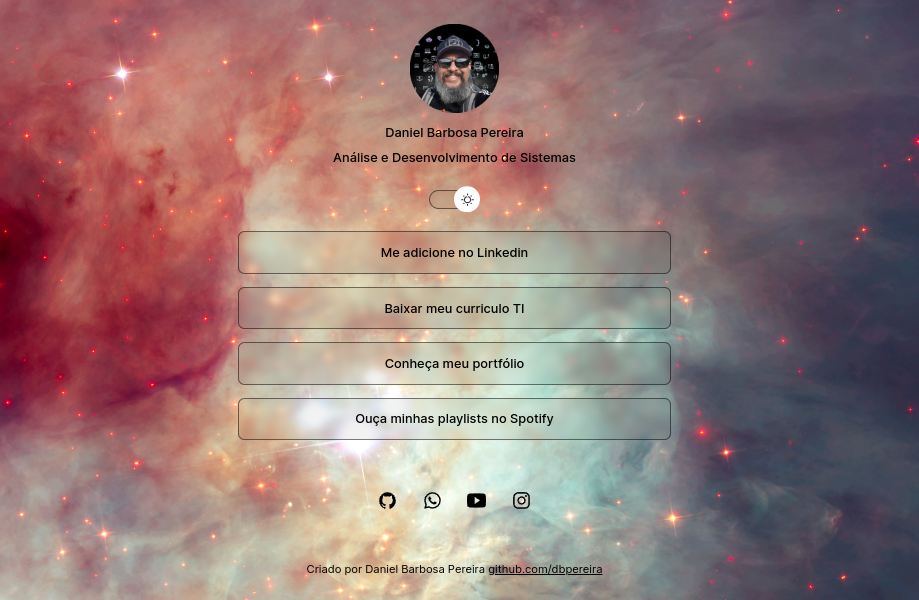 Daniel Barbosa Pereira
Análise e Desenvolvimento de Sistemas
Me adicione no Linkedin
Baixar meu curriculo TI
Conheça meu portfólio
Ouça minhas playlists no Spotify
Criado por Daniel Barbosa Pereira github.com/dbpereira